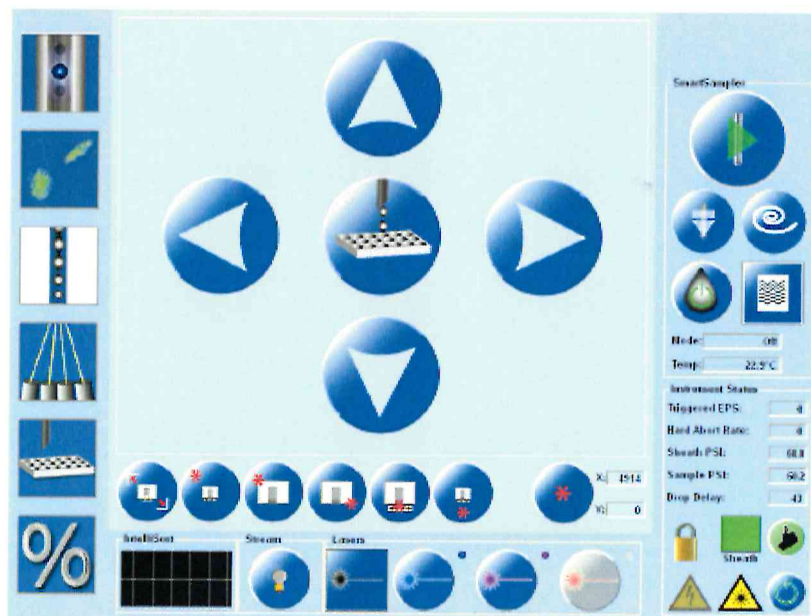 SmartSampler
Mode: Off
Temp: 22.9°C
Instrument Status
Triggered EPS: 0
Hard Abort Rate: 0
Sheath PSI: 60.0
Sample PSI: 60.2
Drop Delay: 43
Sheath
X: 4914
Y: 0
IntelliSort
Stream
Lasers
%